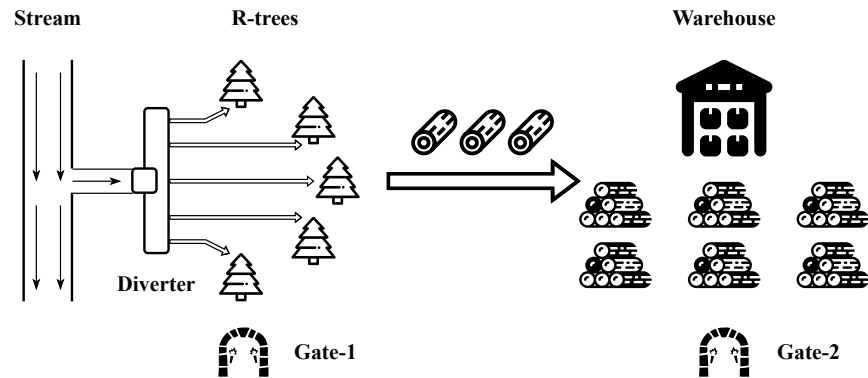 Stream
R-trees
Warehouse
Diverter
Gate-1
Gate-2